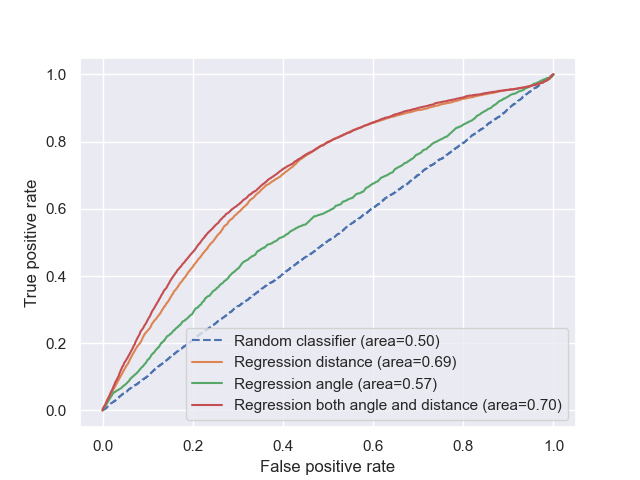 1.0
0.8
0.6
0.4
0.2
0.0
True positive rate
Random classifier (area=0.50)
Regression distance (area=0.69)
Regression angle (area=0.57)
Regression both angle and distance (area=0.70)
0.0 0.2 0.4 0.6 0.8 1.0
False positive rate